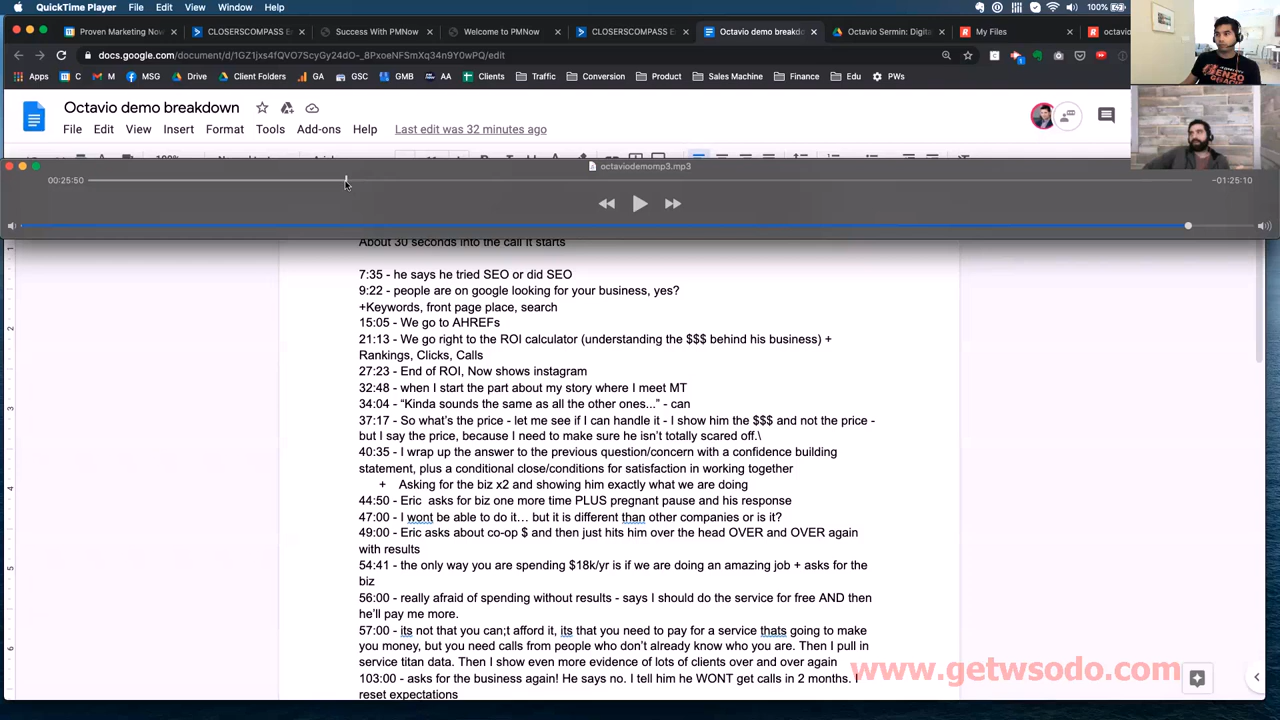 QuickTime Player File Edit View Window Help 100%
Proven Marketing Now CLOSERSCOMPASS E Success With PMNow Welcome to PMNow CLOSERSCOMPASS E Octavio demo breakd Octavio Sermin: Digita My Files octavi
docs.google.com/document/d/1GZ1jxs4fQVO7ScyGy24dO-_8PxoeNFSmXq34n9Y0wPQ/edit
Apps C M MSG Drive Client Folders GA GSC GMB AA Clients Traffic Conversion Product Sales Machine Finance Edu PWs
Octavio demo breakdown
File Edit View Insert Format Tools Add-ons Help Last edit was 32 minutes ago
octaviodemomp3.mp3
00:25:50 -01:25:10
About 30 seconds into the call it starts
7:35 - he says he tried SEO or did SEO
9:22 - people are on google looking for your business, yes?
+Keywords, front page place, search
15:05 - We go to AHREFs
21:13 - We go right to the ROI calculator (understanding the $$$ behind his business) +
Rankings, Clicks, Calls
27:23 - End of ROI, Now shows instagram
32:48 - when I start the part about my story where I meet MT
34:04 - “Kinda sounds the same as all the other ones...” - can
37:17 - So what’s the price - let me see if I can handle it - I show him the $$$ and not the price -
but I say the price, because I need to make sure he isn’t totally scared off.\
40:35 - I wrap up the answer to the previous question/concern with a confidence building
statement, plus a conditional close/conditions for satisfaction in working together
+ Asking for the biz x2 and showing him exactly what we are doing
44:50 - Eric asks for biz one more time PLUS pregnant pause and his response
47:00 - I wont be able to do it… but it is different than other companies or is it?
49:00 - Eric asks about co-op $ and then just hits him over the head OVER and OVER again
with results
54:41 - the only way you are spending $18k/yr is if we are doing an amazing job + asks for the
biz
56:00 - really afraid of spending without results - says I should do the service for free AND then
he’ll pay me more.
57:00 - its not that you can;t afford it, its that you need to pay for a service thats going to make
you money, but you need calls from people who don’t already know who you are. Then I pull in
service titan data. Then I show even more evidence of lots of clients over and over again
103:00 - asks for the business again! He says no. I tell him he WONT get calls in 2 months. I
reset expectations
www.getwsodo.com